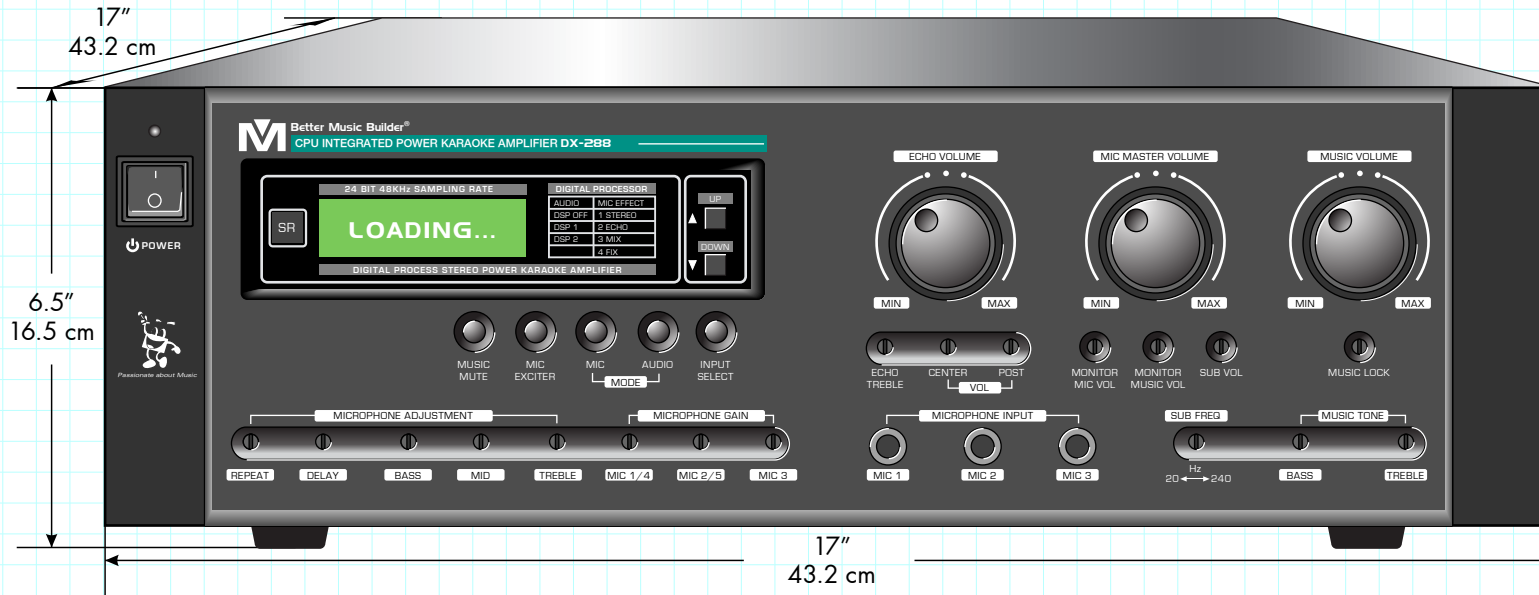 17"
43.2 cm
6.5"
16.5 cm
Better Music Builder®
CPU INTEGRATED POWER KARAOKE AMPLIFIER DX-288
24 BIT 48KHz SAMPLING RATE
SR
LOADING...
DIGITAL PROCESS STEREO POWER KARAOKE AMPLIFIER
DIGITAL PROCESSOR
AUDIO MIC EFFECT
DSP OFF 1 STEREO
DSP 1 2 ECHO
DSP 2 3 MIX
4 FIX
UP
DOWN
POWER
Passionate about Music
MUSIC MUTE
MIC EXCITER
MIC
AUDIO
MODE
INPUT SELECT
ECHO VOLUME
MIN MAX
MIC MASTER VOLUME
MIN MAX
MUSIC VOLUME
MIN MAX
ECHO TREBLE
CENTER
POST
VOL
MONITOR MIC VOL
MONITOR MUSIC VOL
SUB VOL
MUSIC LOCK
MICROPHONE ADJUSTMENT
MICROPHONE GAIN
REPEAT
DELAY
BASS
MID
TREBLE
MIC 1/4
MIC 2/5
MIC 3
MICROPHONE INPUT
MIC 1
MIC 2
MIC 3
SUB FREQ
Hz
20 240
MUSIC TONE
BASS
TREBLE
17"
43.2 cm